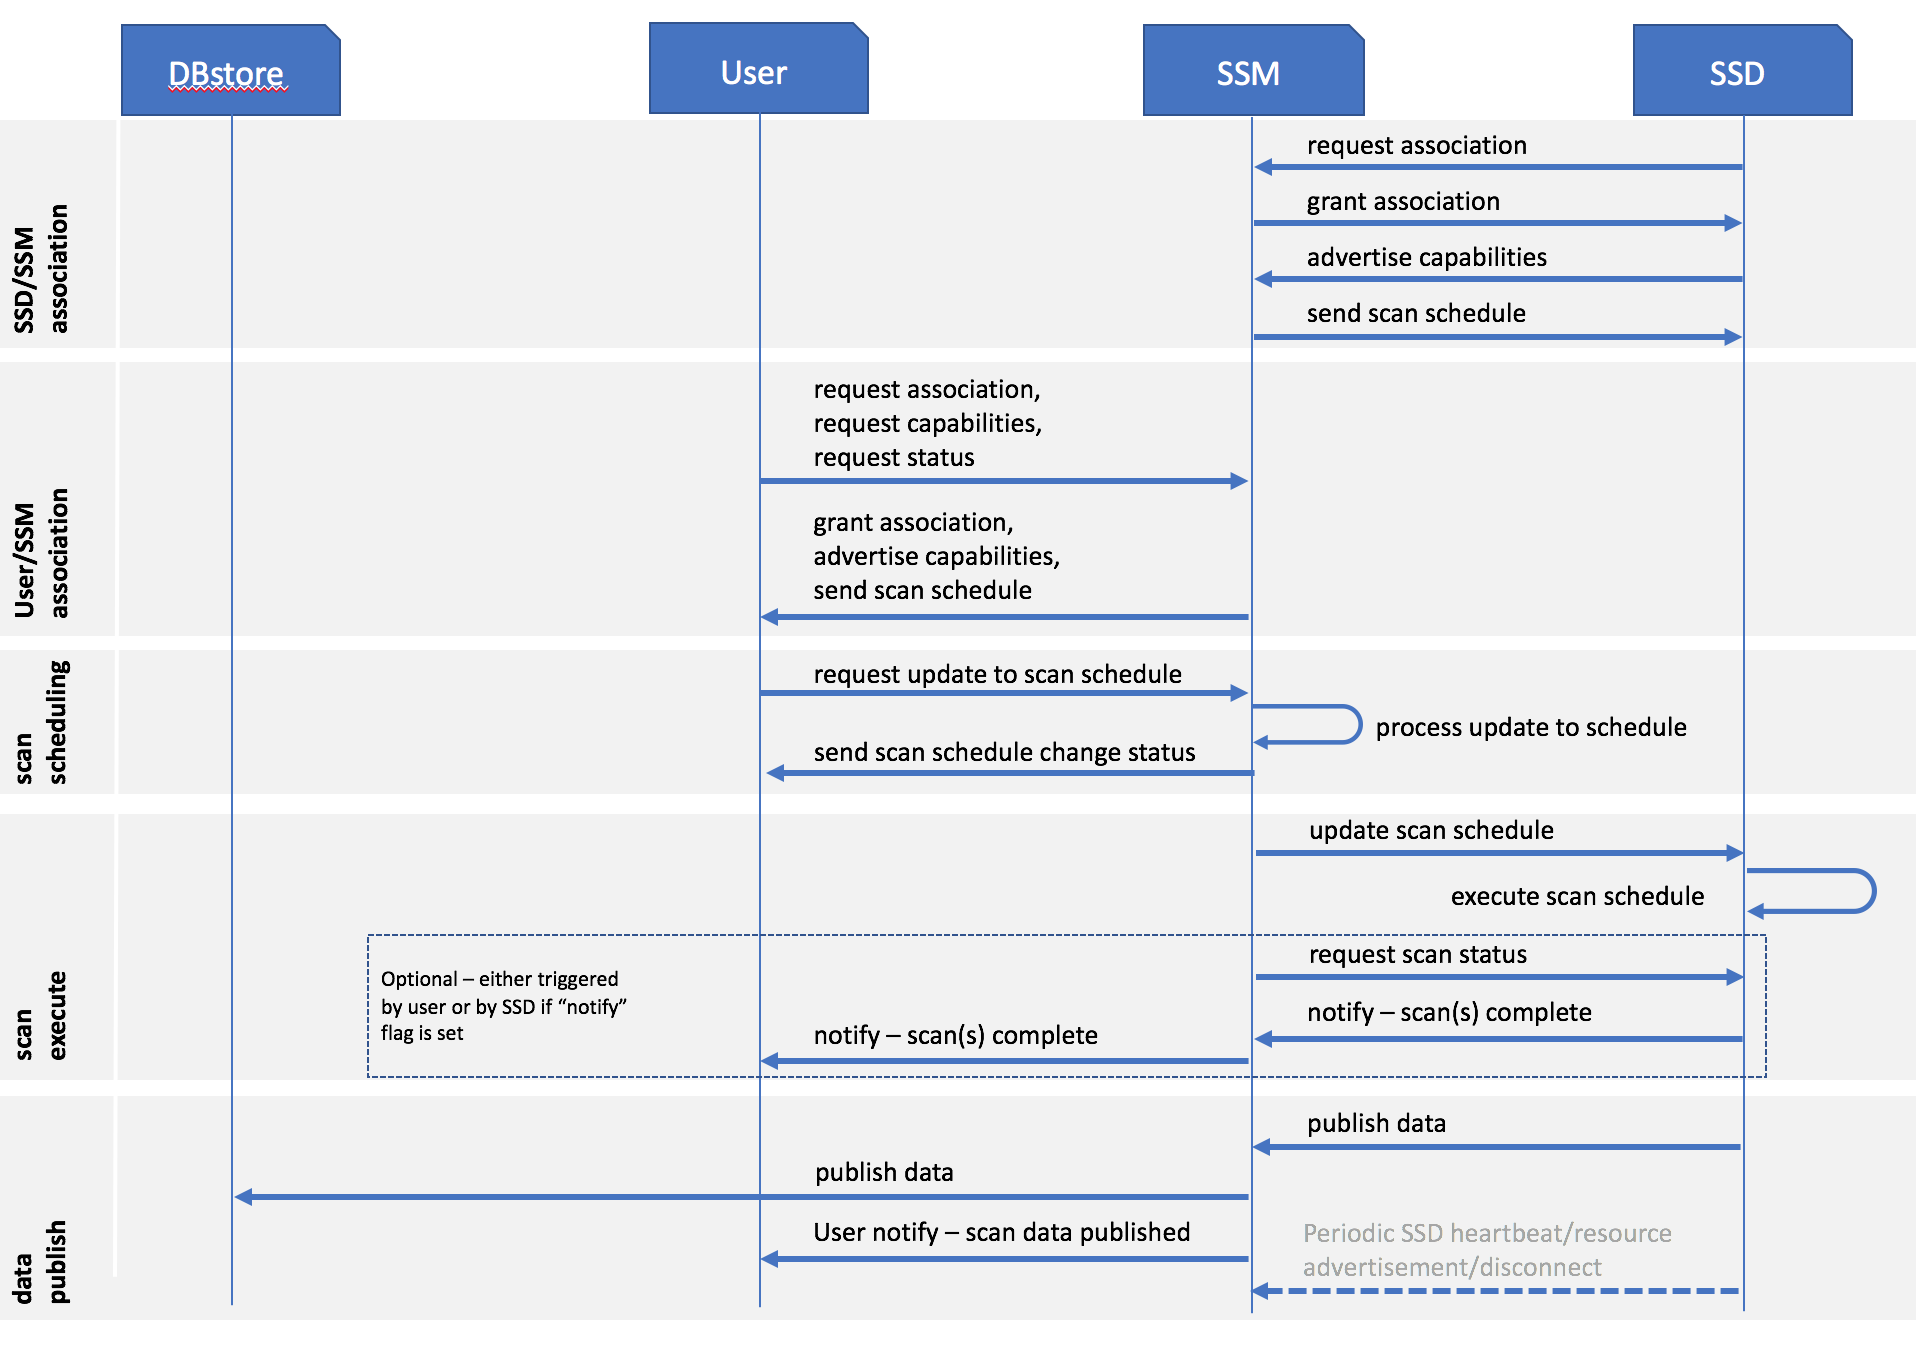 DBstore
User
SSM
SSD
SSD/SSM
association
request association
grant association
advertise capabilities
send scan schedule
User/SSM
association
request association,
request capabilities,
request status
grant association,
advertise capabilities,
send scan schedule
scan
scheduling
request update to scan schedule
process update to schedule
send scan schedule change status
scan
execute
update scan schedule
execute scan schedule
Optional – either triggered
by user or by SSD if “notify”
flag is set
request scan status
notify – scan(s) complete
notify – scan(s) complete
data
publish
publish data
publish data
User notify – scan data published
Periodic SSD heartbeat/resource
advertisement/disconnect